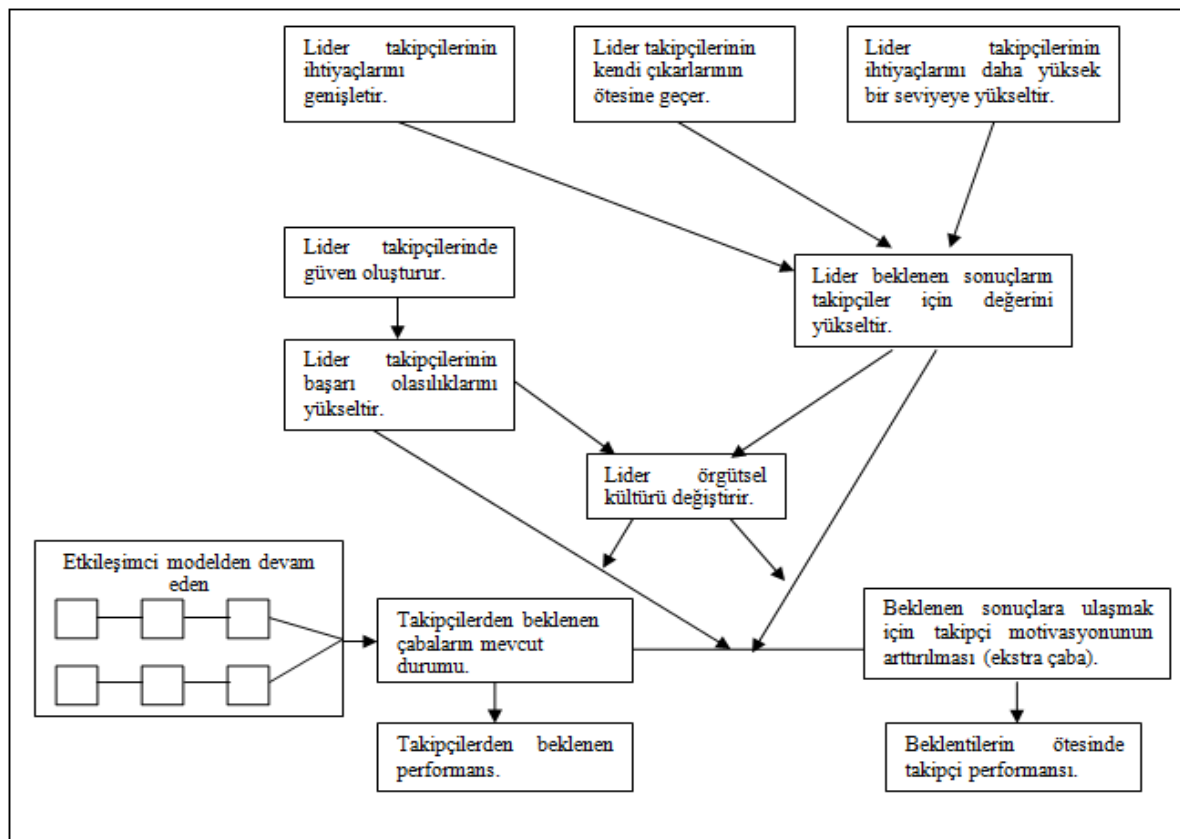 Lider takipçilerinin
ihtiyaçlarını
genişletir.
Lider takipçilerinin
kendi çıkarlarının
ötesine geçer.
Lider takipçilerinin
ihtiyaçlarını daha yüksek
bir seviyeye yükseltir.
Lider takipçilerinde
güven oluşturur.
Lider beklenen sonuçların
takipçiler için değerini
yükseltir.
Lider takipçilerinin
başarı olasılıklarını
yükseltir.
Lider örgütsel
kültürü değiştirir.
Etkileşimci modelden devam
eden
Takipçilerden beklenen
çabaların mevcut
durumu.
Beklenen sonuçlara ulaşmak
için takipçi motivasyonunun
arttırılması (ekstra çaba).
Takipçilerden beklenen
performans.
Beklentilerin ötesinde
takipçi performansı.